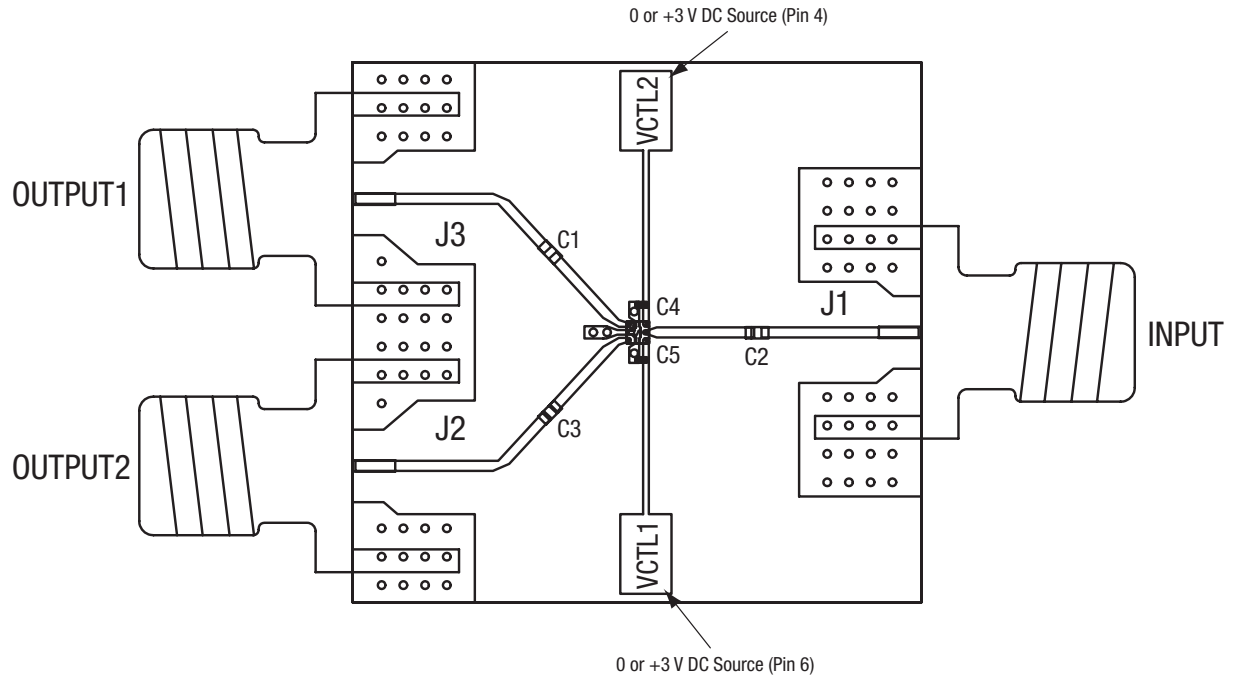 0 or +3 V DC Source (Pin 4)
VCTL2
OUTPUT1
J3
C1
C4
J1
INPUT
C5
C2
J2
C3
OUTPUT2
VCTL1
0 or +3 V DC Source (Pin 6)